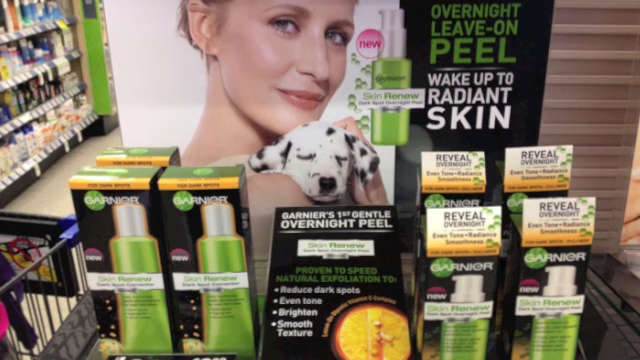 OVERNIGHT
LEAVE-ON
PEEL
WAKE UP TO
RADIANT
SKIN
new
GARNIER
Skin Renew
Dark Spot Overnight Peel
FOR DARK SPOTS
GARNIER
new
Skin Renew
Dark Spot Corrector
FOR DARK SPOTS
GARNIER
new
Skin Renew
Dark Spot Corrector
GARNIER'S 1ST GENTLE
OVERNIGHT PEEL
Skin Renew
Dark Spot Overnight Peel
PROVEN TO SPEED
NATURAL EXFOLIATION TO:
• Reduce dark spots
• Even tone
• Brighten
• Smooth
Texture
REVEAL
OVERNIGHT
Even Tone+Radiance
Smoothness
REVEAL
OVERNIGHT
Even Tone+Radiance
Smoothness
REVEAL
OVERNIGHT
Even Tone+Radiance
Smoothness
GARNIER
new
Skin Renew
REVEAL
OVERNIGHT
Even Tone+Radiance
Smoothness
GARNIER
new
Skin Renew